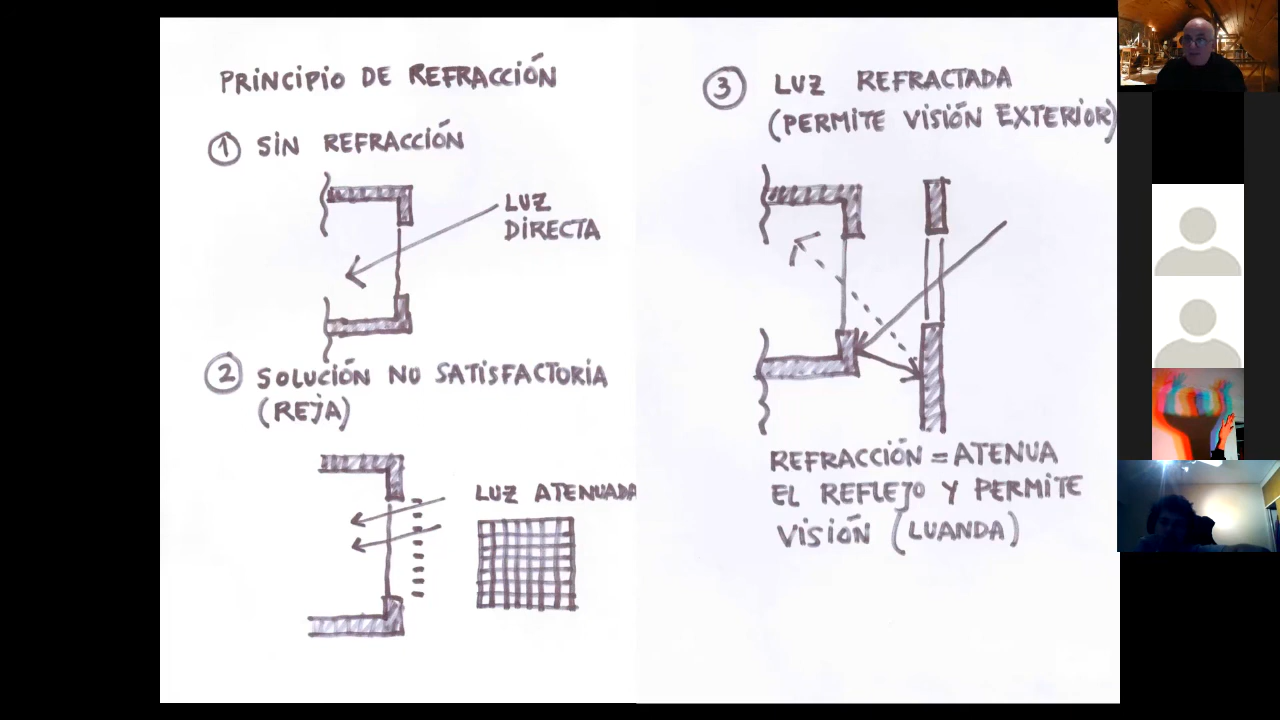 PRINCIPIO DE REFRACCIÓN
1 SIN REFRACCIÓN
LUZ
DIRECTA
2 SOLUCIÓN NO SATISFACTORIA
(REJA)
LUZ ATENUADA
3 LUZ REFRACTADA
(PERMITE VISIÓN EXTERIOR)
REFRACCIÓN = ATENUA
EL REFLEJO Y PERMITE
VISIÓN (LUANDA)